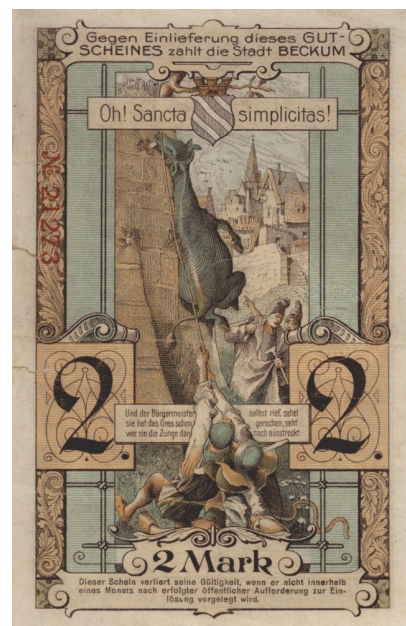 Gegen Einlieferung dieses GUT-
SCHEINES zahlt die Stadt BECKUM
Oh! Sancta simplicitas!
№ 21273
2. 2.
Und der Bürgermeister selbst rief, sehet
sie hat das Gras schon gerochen, seht
wie sie die Zunge dar nach ausstreckt.
2 Mark
Dieser Schein verliert seine Gültigkeit, wenn er nicht innerhalb
eines Monats nach erfolgter öffentlicher Aufforderung zur Ein-
lösung vorgelegt wird.